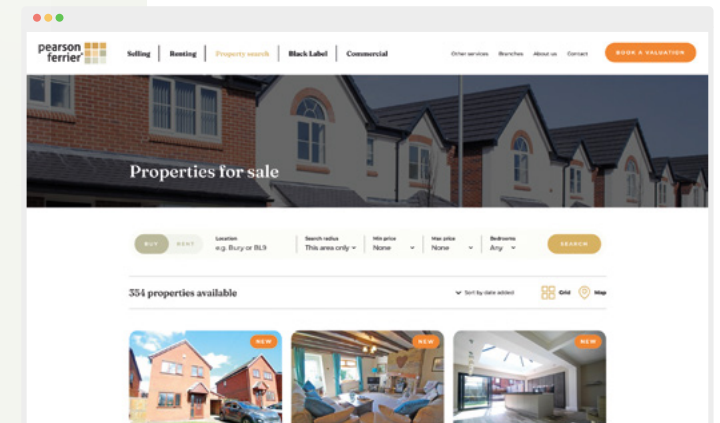 pearson
ferrier
Selling Renting Property search Black Label Commercial Other services Branches About us Contact BOOK A VALUATION
Properties for sale
BUY RENT
Location Search radius Min price Max price Bedrooms
e.g. Bury or BL9 This area only None None Any SEARCH
354 properties available Sort by date added Grid Map
NEW NEW NEW